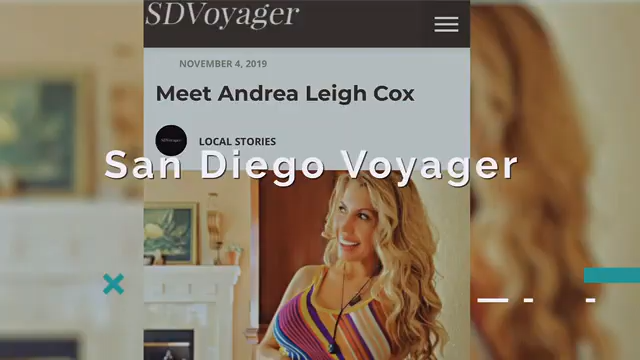 SDVoyager
NOVEMBER 4, 2019
Meet Andrea Leigh Cox
LOCAL STORIES
San Diego Voyager